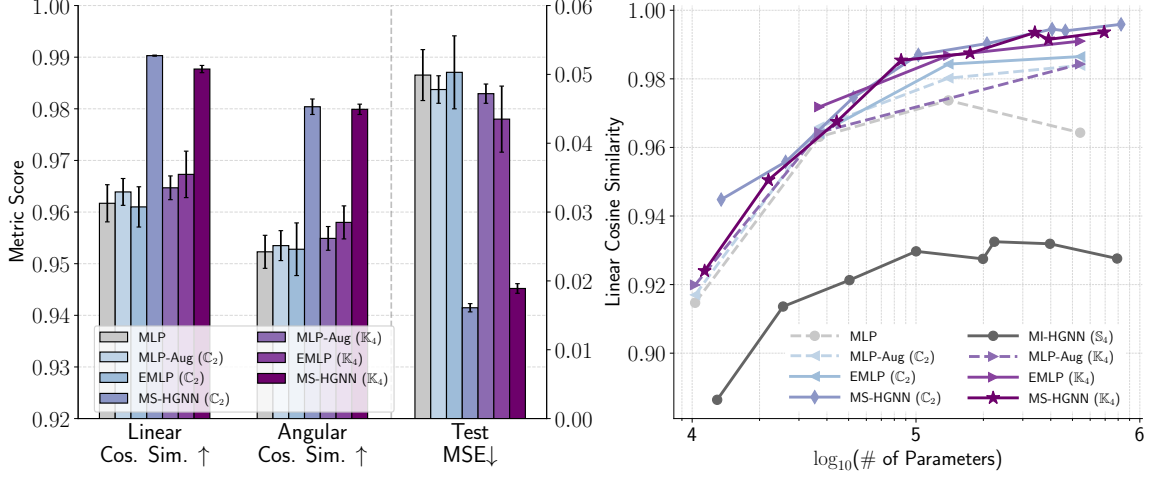 1.00
0.99
0.98
0.97
0.96
0.95
0.94
0.93
0.92
Metric Score
0.06
0.05
0.04
0.03
0.02
0.01
0.00
MLP
MLP-Aug (ℂ₂)
EMLP (ℂ₂)
MS-HGNN (ℂ₂)
MLP-Aug (𝕂₄)
EMLP (𝕂₄)
MS-HGNN (𝕂₄)
Linear
Cos. Sim. ↑
Angular
Cos. Sim. ↑
Test
MSE↓
1.00
0.98
0.96
0.94
0.92
0.90
Linear Cosine Similarity
MLP
MLP-Aug (ℂ₂)
EMLP (ℂ₂)
MS-HGNN (ℂ₂)
MI-HGNN (𝕊₄)
MLP-Aug (𝕂₄)
EMLP (𝕂₄)
MS-HGNN (𝕂₄)
4
5
6
log₁₀(# of Parameters)